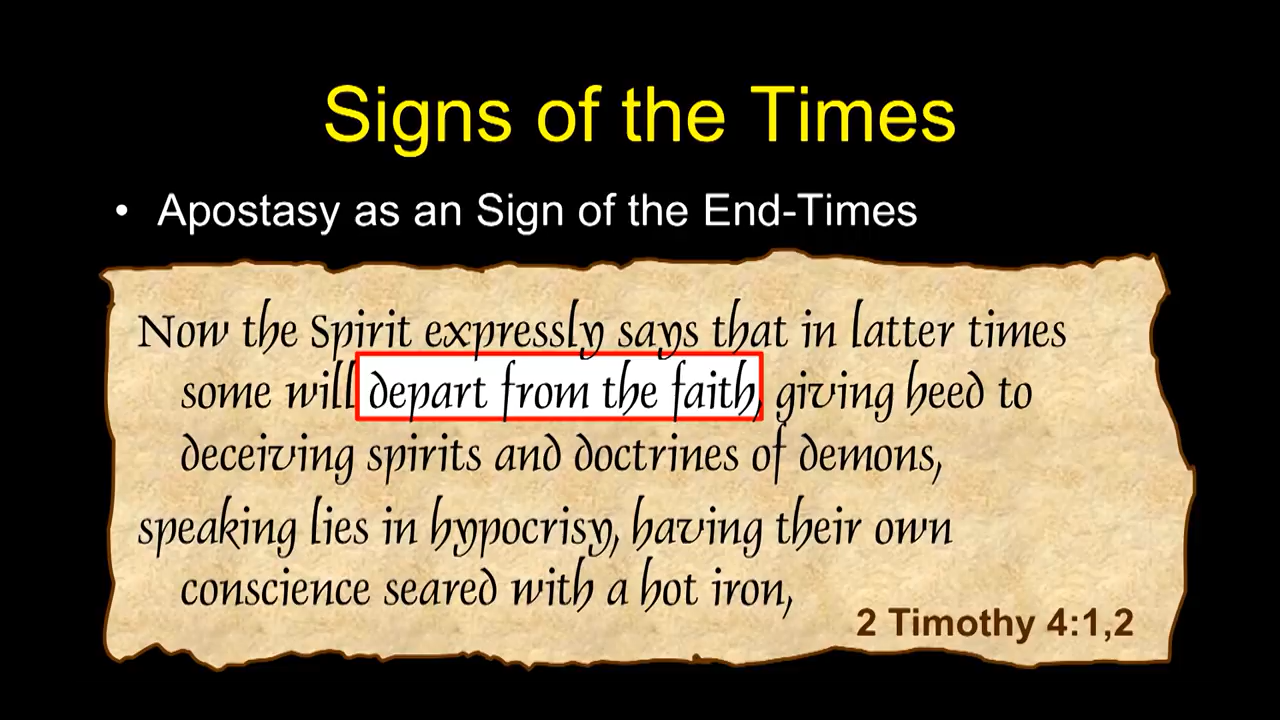 Signs of the Times
• Apostasy as an Sign of the End-Times
Now the Spirit expressly says that in latter times
some will depart from the faith, giving heed to
deceiving spirits and doctrines of demons,
speaking lies in hypocrisy, having their own
conscience seared with a hot iron,
2 Timothy 4:1,2